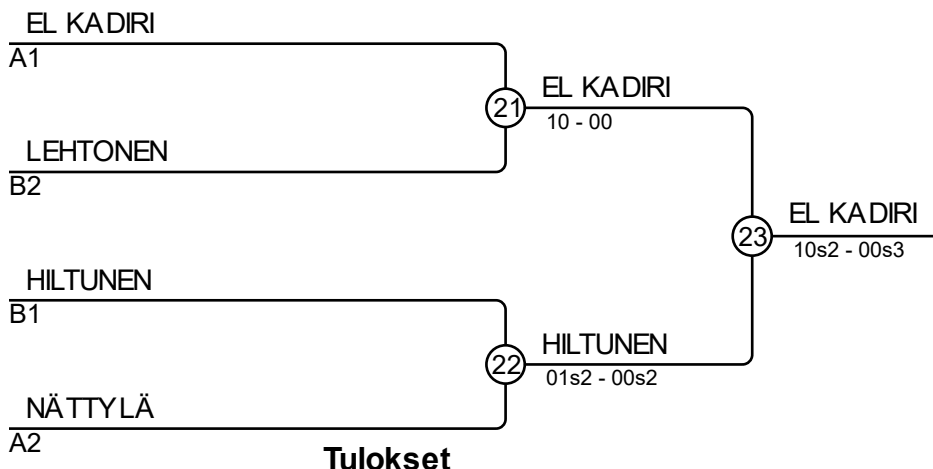 EL KADIRI
A1
21
EL KADIRI
10 - 00
LEHTONEN
B2
23
EL KADIRI
10s2 - 00s3
HILTUNEN
B1
22
HILTUNEN
01s2 - 00s2
NÄTTYLÄ
A2
Tulokset